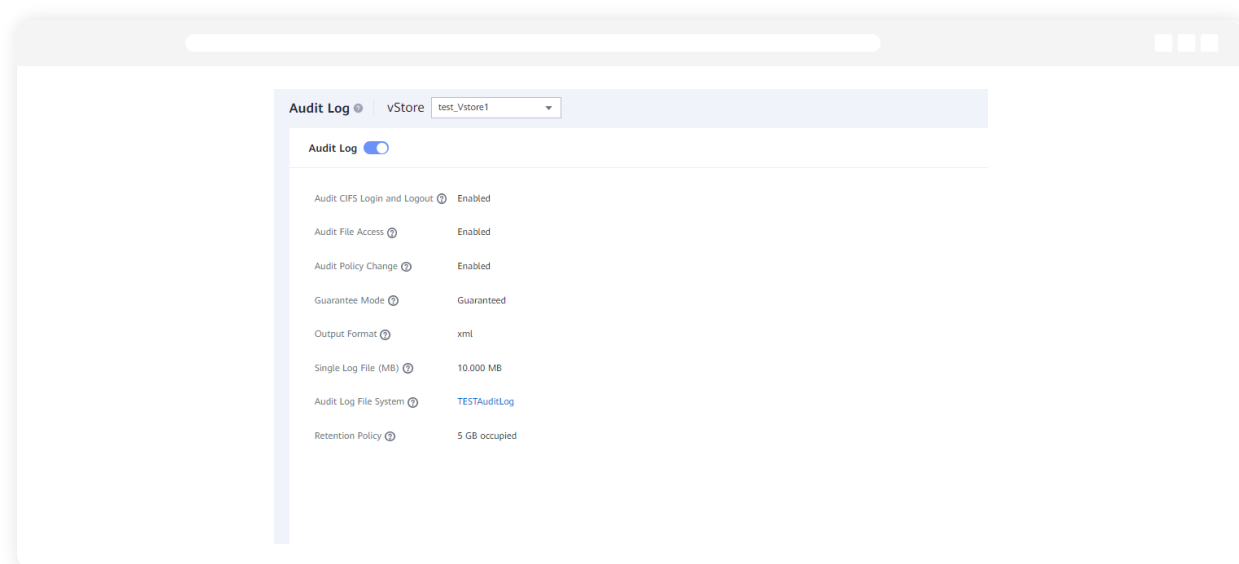 Audit Log vStore test_Vstore1
Audit Log
Audit CIFS Login and Logout Enabled
Audit File Access Enabled
Audit Policy Change Enabled
Guarantee Mode Guaranteed
Output Format xml
Single Log File (MB) 10.000 MB
Audit Log File System TESTAuditLog
Retention Policy 5 GB occupied